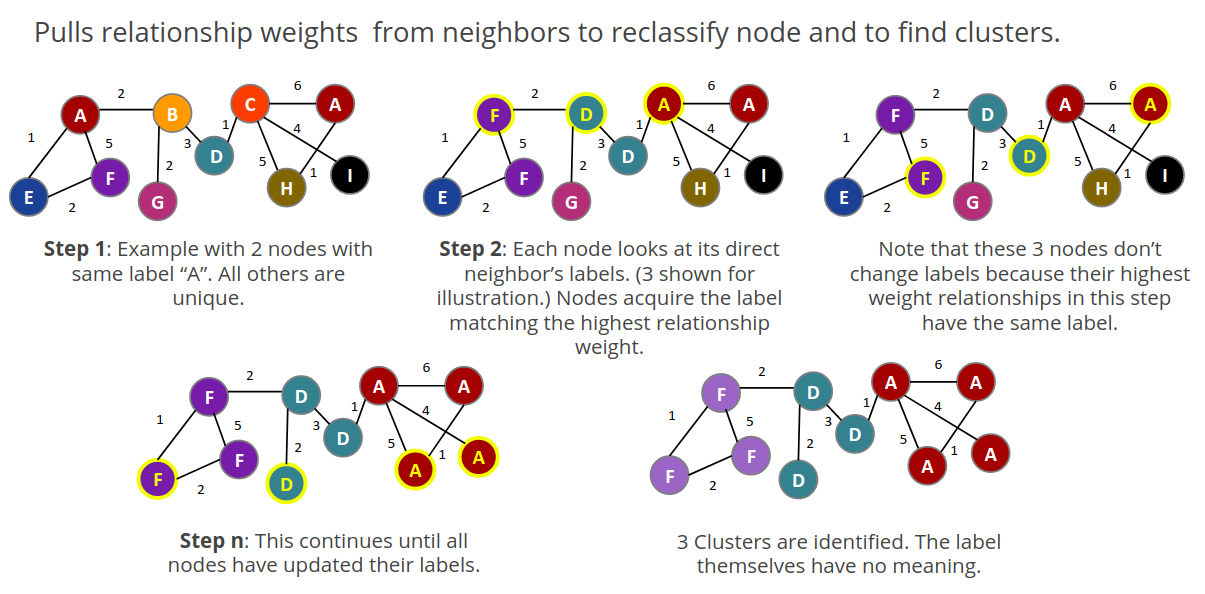 Pulls relationship weights  from neighbors to reclassify node and to find clusters.
A 2 B C 6 A
1 5 3 1 4
F D 2 5 H 1 I
E 2 G
Step 1: Example with 2 nodes with
same label “A”. All others are
unique.
F 2 D A 6 A
1 5 3 1 4
F D 2 5 H 1 I
E 2 G
Step 2: Each node looks at its direct
neighbor’s labels. (3 shown for
illustration.) Nodes acquire the label
matching the highest relationship
weight.
F 2 D A 6 A
1 5 3 1 4
F D 2 5 H 1 I
E 2 G
Note that these 3 nodes don’t
change labels because their highest
weight relationships in this step
have the same label.
F 2 D A 6 A
1 5 3 1 4
F D 2 5 A 1 A
F 2 D
Step n: This continues until all
nodes have updated their labels.
F 2 D A 6 A
1 5 3 1 4
F D 2 5 A 1 A
F 2 D
3 Clusters are identified. The label
themselves have no meaning.